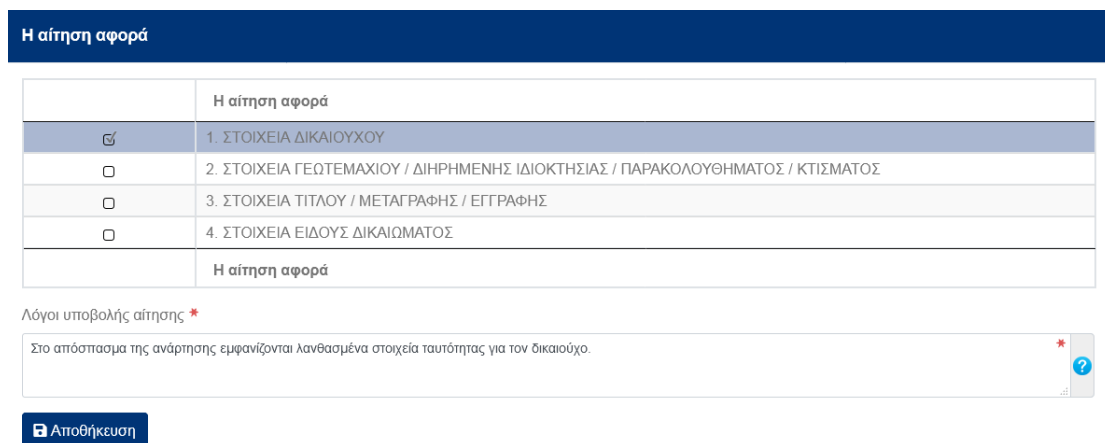 Η αίτηση αφορά
Η αίτηση αφορά
1. ΣΤΟΙΧΕΙΑ ΔΙΚΑΙΟΥΧΟΥ
2. ΣΤΟΙΧΕΙΑ ΓΕΩΤΕΜΑΧΙΟΥ / ΔΙΗΡΗΜΕΝΗΣ ΙΔΙΟΚΤΗΣΙΑΣ / ΠΑΡΑΚΟΛΟΥΘΗΜΑΤΟΣ / ΚΤΙΣΜΑΤΟΣ
3. ΣΤΟΙΧΕΙΑ ΤΙΤΛΟΥ / ΜΕΤΑΓΡΑΦΗΣ / ΕΓΓΡΑΦΗΣ
4. ΣΤΟΙΧΕΙΑ ΕΙΔΟΥΣ ΔΙΚΑΙΩΜΑΤΟΣ
Η αίτηση αφορά
Λόγοι υποβολής αίτησης *
Στο απόσπασμα της ανάρτησης εμφανίζονται λανθασμένα στοιχεία ταυτότητας για τον δικαιούχο. *
Αποθήκευση